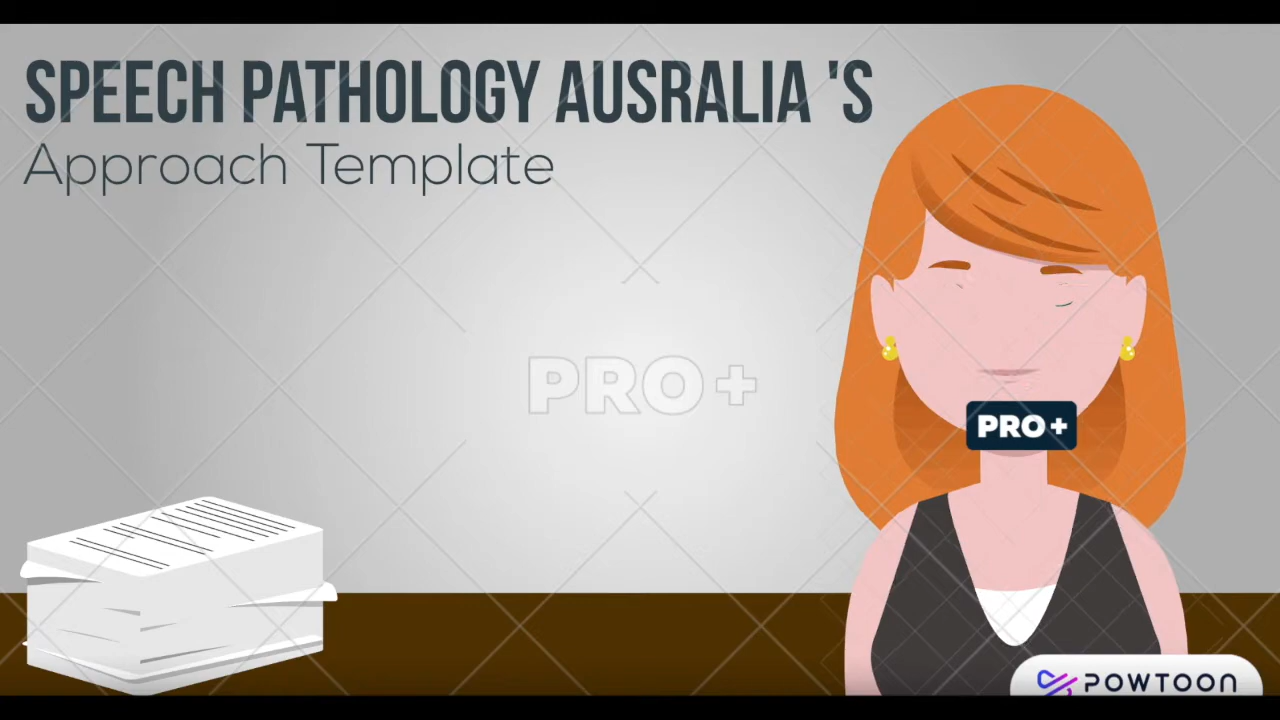 SPEECH PATHOLOGY AUSRALIA 'S
Approach Template
PRO+
PRO+
POWTOON